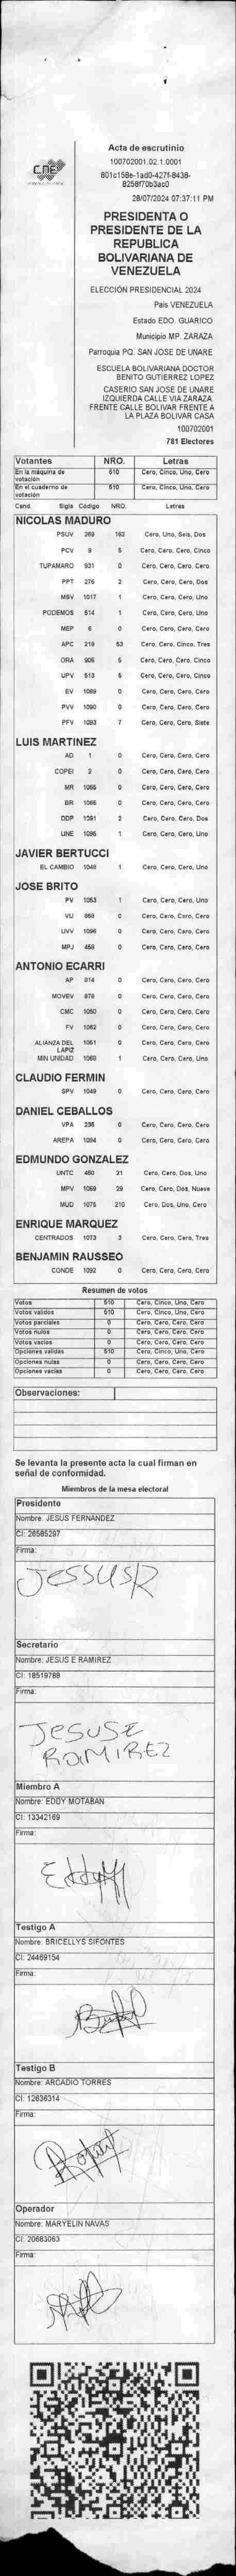 CNE
Acta de escrutinio
100702001.02.1.0001
801c158e-1ad0-427f-8438-
8258f70b3ac0
28/07/2024 07:37:11 PM
PRESIDENTA O
PRESIDENTE DE LA
REPUBLICA
BOLIVARIANA DE
VENEZUELA
ELECCIÓN PRESIDENCIAL 2024
País VENEZUELA
Estado EDO. GUARICO
Municipio MP. ZARAZA
Parroquia PQ. SAN JOSE DE UNARE
ESCUELA BOLIVARIANA DOCTOR
BENITO GUTIERREZ LOPEZ
CASERIO SAN JOSE DE UNARE
IZQUIERDA CALLE VIA ZARAZA.
FRENTE CALLE BOLIVAR FRENTE A
LA PLAZA BOLIVAR CASA
100702001
781 Electores
Votantes NRO. Letras
En la máquina de votación 510 Cero, Cinco, Uno, Cero
En el cuaderno de votación 510 Cero, Cinco, Uno, Cero
Cand. Sigla Código NRO. Letras
NICOLAS MADURO
PSUV 269 162 Cero, Uno, Seis, Dos
PCV 9 5 Cero, Cero, Cero, Cinco
TUPAMARO 931 0 Cero, Cero, Cero, Cero
PPT 276 2 Cero, Cero, Cero, Dos
MSV 1017 1 Cero, Cero, Cero, Uno
PODEMOS 514 1 Cero, Cero, Cero, Uno
MEP 6 0 Cero, Cero, Cero, Cero
APC 219 53 Cero, Cero, Cinco, Tres
ORA 906 5 Cero, Cero, Cero, Cinco
UPV 513 5 Cero, Cero, Cero, Cinco
EV 1089 0 Cero, Cero, Cero, Cero
PVV 1090 0 Cero, Cero, Cero, Cero
PFV 1093 7 Cero, Cero, Cero, Siete
LUIS MARTINEZ
AD 1 0 Cero, Cero, Cero, Cero
COPEI 2 0 Cero, Cero, Cero, Cero
MR 1065 0 Cero, Cero, Cero, Cero
BR 1066 0 Cero, Cero, Cero, Cero
DDP 1091 2 Cero, Cero, Cero, Dos
UNE 1095 1 Cero, Cero, Cero, Uno
JAVIER BERTUCCI
EL CAMBIO 1048 1 Cero, Cero, Cero, Uno
JOSE BRITO
PV 1053 1 Cero, Cero, Cero, Uno
VU 868 0 Cero, Cero, Cero, Cero
UVV 1096 0 Cero, Cero, Cero, Cero
MPJ 458 0 Cero, Cero, Cero, Cero
ANTONIO ECARRI
AP 814 0 Cero, Cero, Cero, Cero
MOVEV 878 0 Cero, Cero, Cero, Cero
CMC 1050 0 Cero, Cero, Cero, Cero
FV 1062 0 Cero, Cero, Cero, Cero
ALIANZA DEL LAPIZ 1061 0 Cero, Cero, Cero, Cero
MIN UNIDAD 1068 1 Cero, Cero, Cero, Uno
CLAUDIO FERMIN
SPV 1049 0 Cero, Cero, Cero, Cero
DANIEL CEBALLOS
VPA 236 0 Cero, Cero, Cero, Cero
AREPA 1094 0 Cero, Cero, Cero, Cero
EDMUNDO GONZALEZ
UNTC 460 21 Cero, Cero, Dos, Uno
MPV 1059 29 Cero, Cero, Dos, Nueve
MUD 1075 210 Cero, Dos, Uno, Cero
ENRIQUE MARQUEZ
CENTRADOS 1073 3 Cero, Cero, Cero, Tres
BENJAMIN RAUSSEO
CONDE 1092 0 Cero, Cero, Cero, Cero
Resumen de votos
Votos 510 Cero, Cinco, Uno, Cero
Votos validos 510 Cero, Cinco, Uno, Cero
Votos parciales 0 Cero, Cero, Cero, Cero
Votos nulos 0 Cero, Cero, Cero, Cero
Votos vacios 0 Cero, Cero, Cero, Cero
Opciones validas 510 Cero, Cinco, Uno, Cero
Opciones nulas 0 Cero, Cero, Cero, Cero
Opciones vacias 0 Cero, Cero, Cero, Cero
Observaciones:
Se levanta la presente acta la cual firman en
señal de conformidad.
Miembros de la mesa electoral
Presidente
Nombre: JESUS FERNANDEZ
CI: 26585297
Firma:
JESSUSR
Secretario
Nombre: JESUS E RAMIREZ
CI: 18519788
Firma:
JESUS E
RAMIREZ
Miembro A
Nombre: EDDY MOTABAN
CI: 13342169
Firma:
Testigo A
Nombre: BRICELLYS SIFONTES
CI: 24469154
Firma:
Testigo B
Nombre: ARCADIO TORRES
CI: 12636314
Firma:
Operador
Nombre: MARYELIN NAVAS
CI: 20663063
Firma: